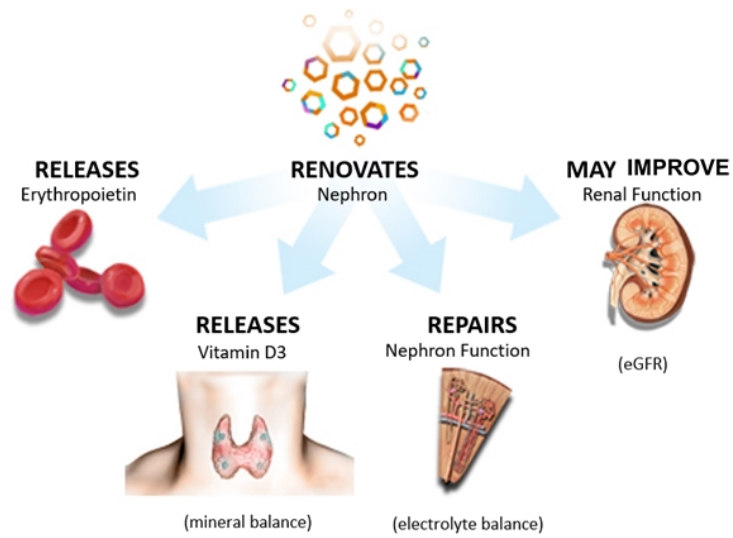 RELEASES
Erythropoietin
RENOVATES
Nephron
MAY IMPROVE
Renal Function
(eGFR)
RELEASES
Vitamin D3
(mineral balance)
REPAIRS
Nephron Function
(electrolyte balance)